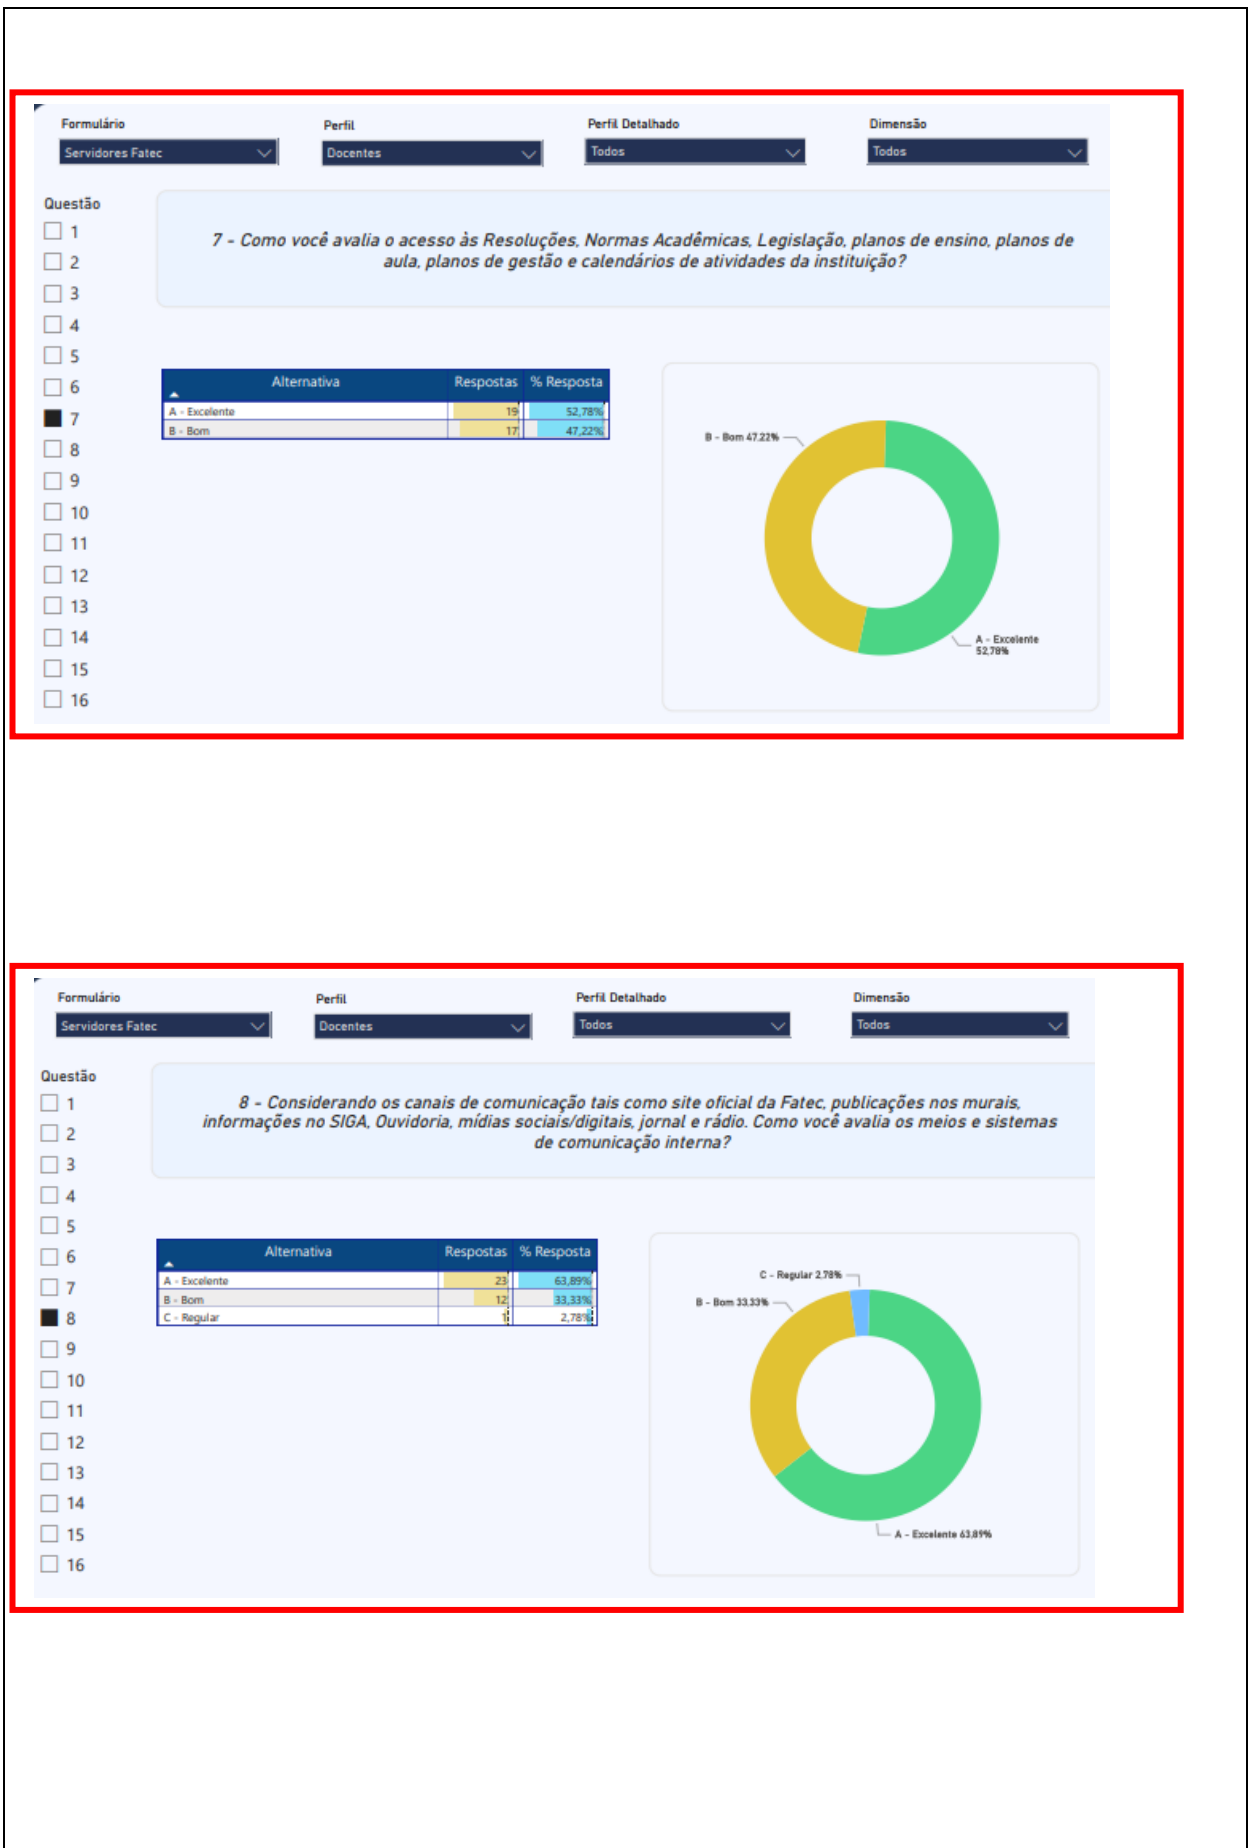 Formulário
Perfil
Perfil Detalhado
Dimensão
Servidores Fatec
Docentes
Todos
Todos
Questão
1
2
3
4
5
6
7
8
9
10
11
12
13
14
15
16
7 - Como você avalia o acesso às Resoluções, Normas Acadêmicas, Legislação, planos de ensino, planos de
aula, planos de gestão e calendários de atividades da instituição?
Alternativa Respostas % Resposta
A - Excelente 19 52,78%
B - Bom 17 47,22%
B - Bom 47,22%
A - Excelente
52,78%
Formulário
Perfil
Perfil Detalhado
Dimensão
Servidores Fatec
Docentes
Todos
Todos
Questão
1
2
3
4
5
6
7
8
9
10
11
12
13
14
15
16
8 - Considerando os canais de comunicação tais como site oficial da Fatec, publicações nos murais,
informações no SIGA, Ouvidoria, mídias sociais/digitais, jornal e rádio. Como você avalia os meios e sistemas
de comunicação interna?
Alternativa Respostas % Resposta
A - Excelente 23 63,89%
B - Bom 12 33,33%
C - Regular 1 2,78%
C - Regular 2,78%
B - Bom 33,33%
A - Excelente 63,89%